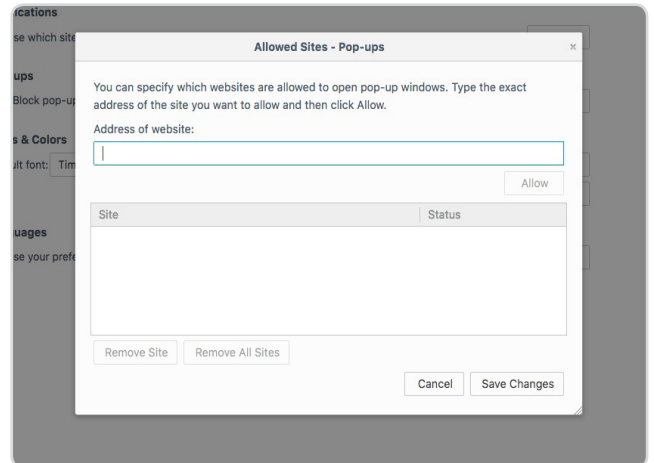 ications
se which site
Allowed Sites - Pop-ups
×
ups
Block pop-up
You can specify which websites are allowed to open pop-up windows. Type the exact
address of the site you want to allow and then click Allow.
s & Colors
ult font: Tim
Address of website:
Allow
Site Status
uages
se your prefe
Remove Site Remove All Sites
Cancel Save Changes